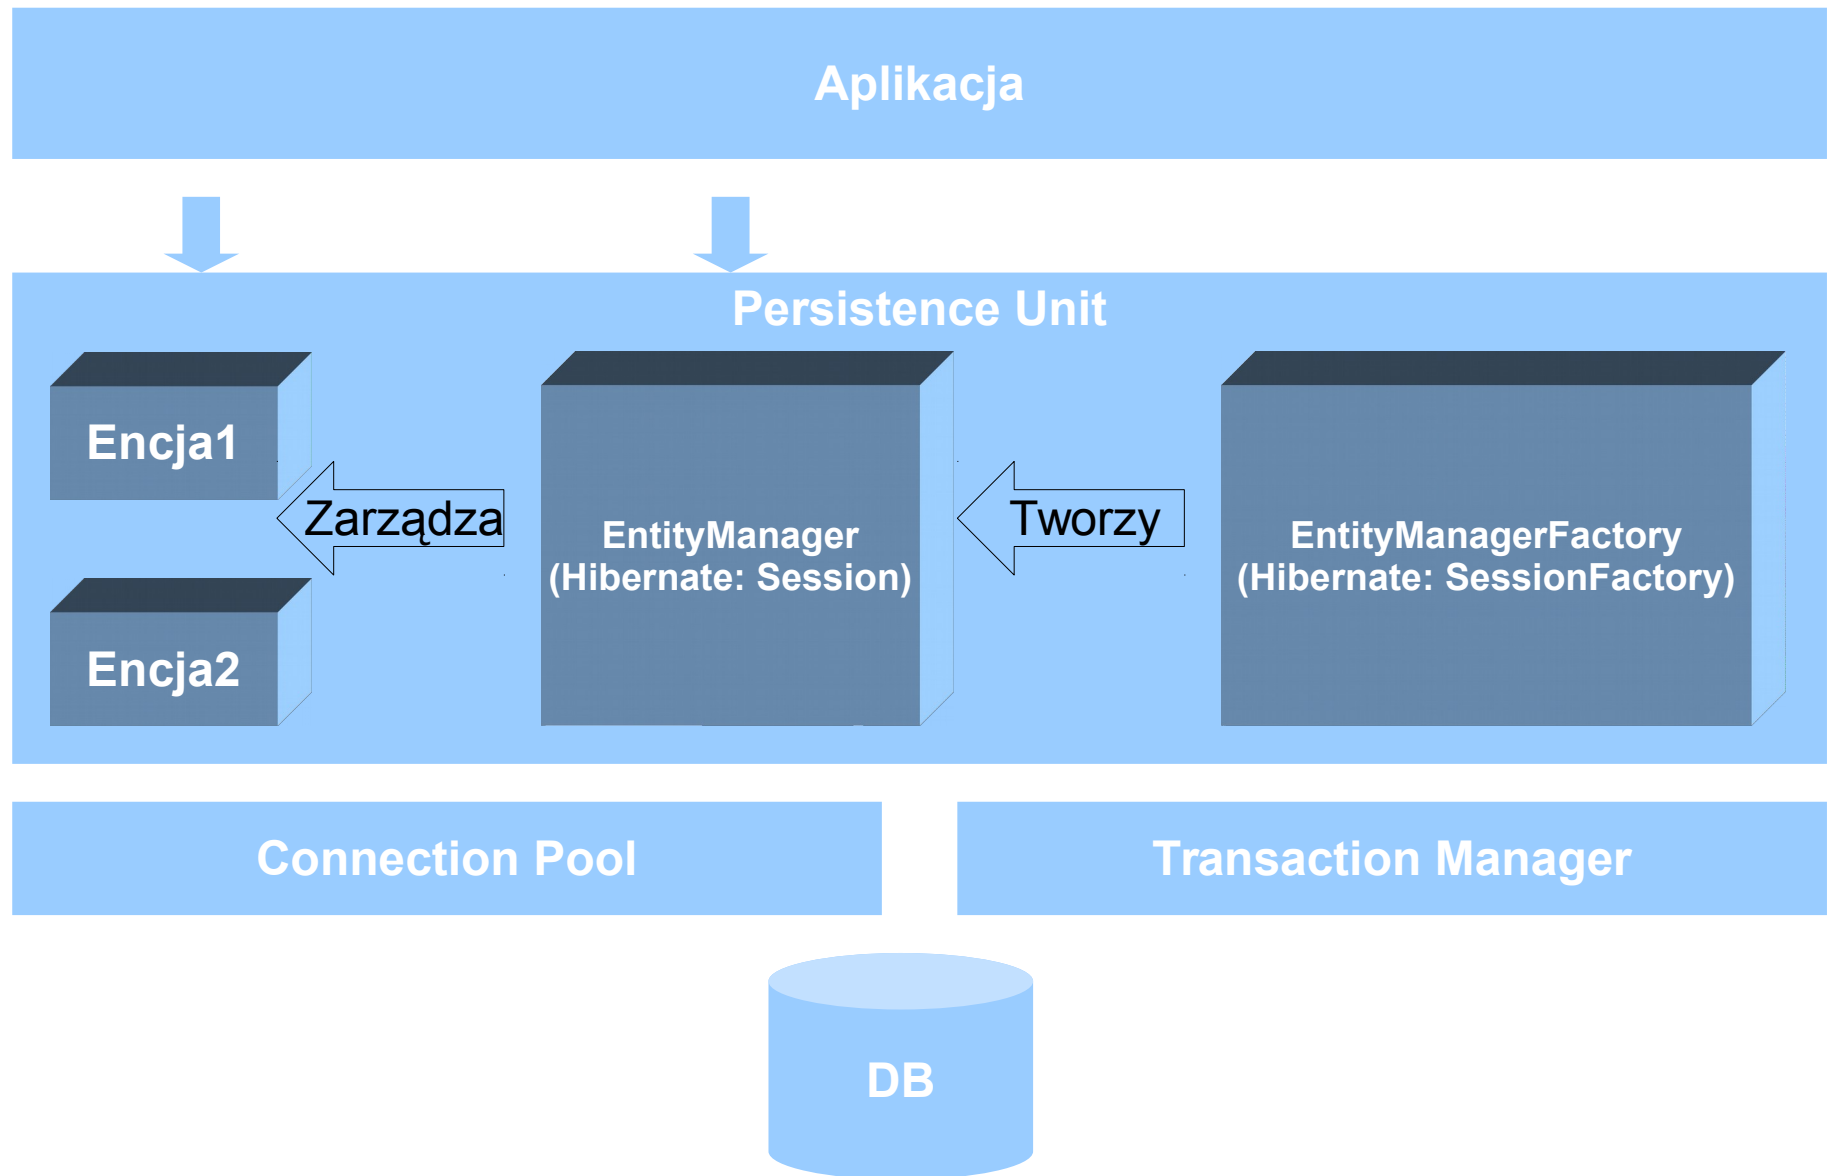 Aplikacja
Persistence Unit
Encja1
Zarządza
EntityManager
(Hibernate: Session)
Tworzy
EntityManagerFactory
(Hibernate: SessionFactory)
Encja2
Connection Pool
Transaction Manager
DB